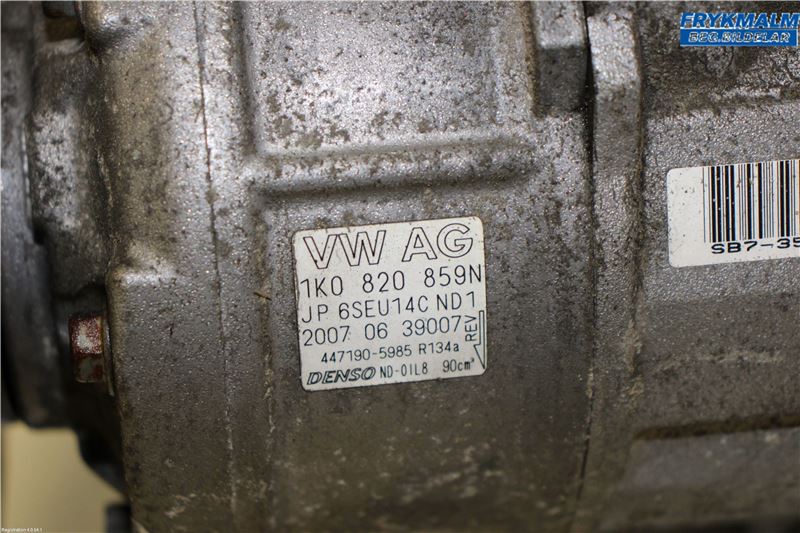 FRYKMALM
BEG.BILDELAR
VW AG
1K0 820 859N
JP 6SEU14C ND1
2007 06 39007
REV
447190-5985 R134a
DENSO ND-OIL8 90cm³
SB7-35